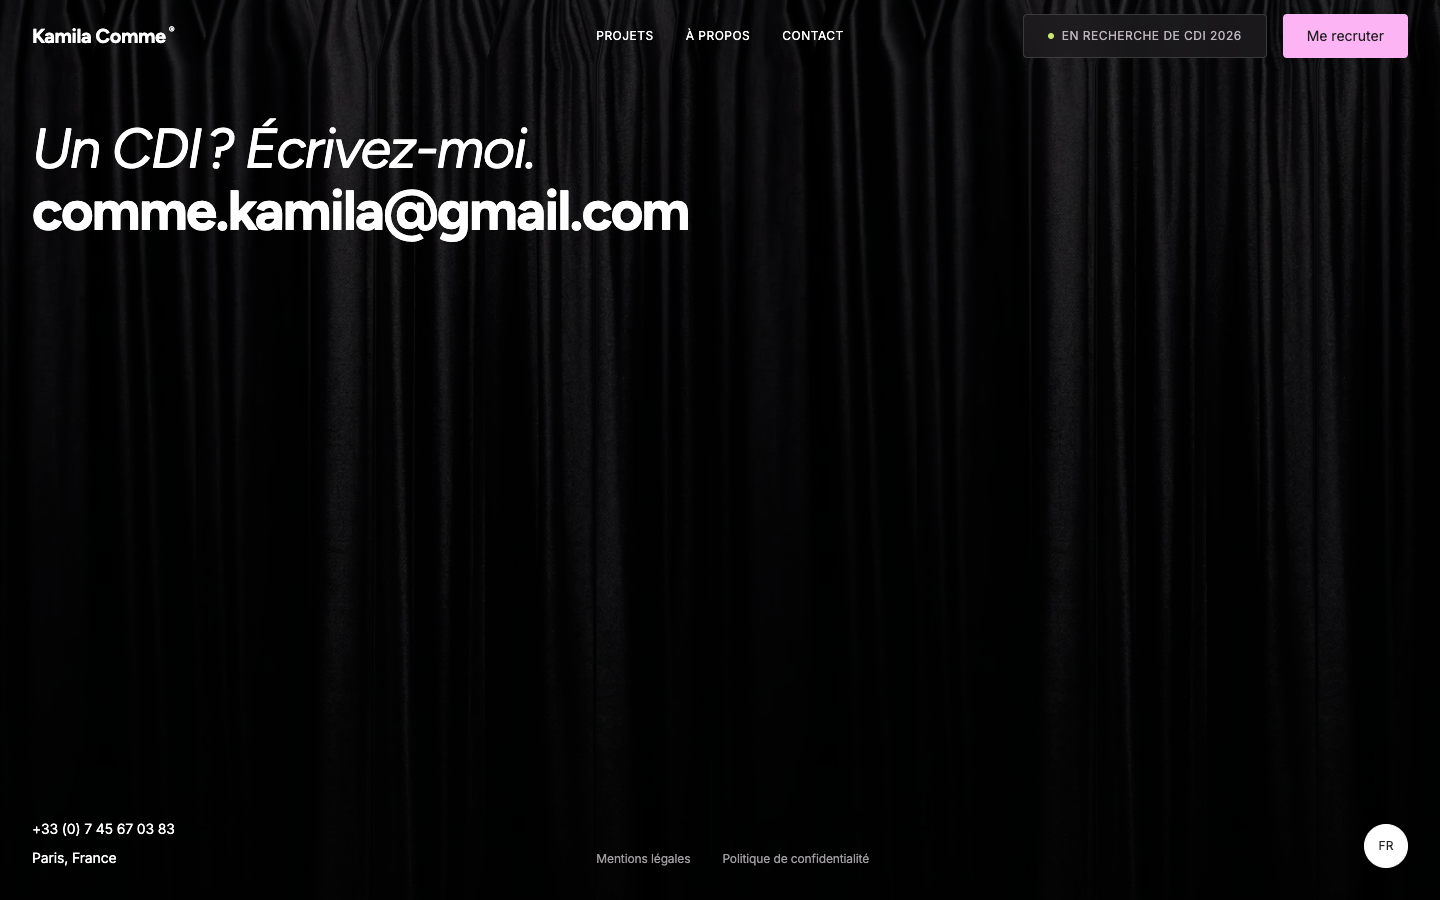 Kamila Comme®
PROJETS
À PROPOS
CONTACT
EN RECHERCHE DE CDI 2026
Me recruter
Un CDI ? Écrivez-moi.
comme.kamila@gmail.com
+33 (0) 7 45 67 03 83
Paris, France
Mentions légales
Politique de confidentialité
FR